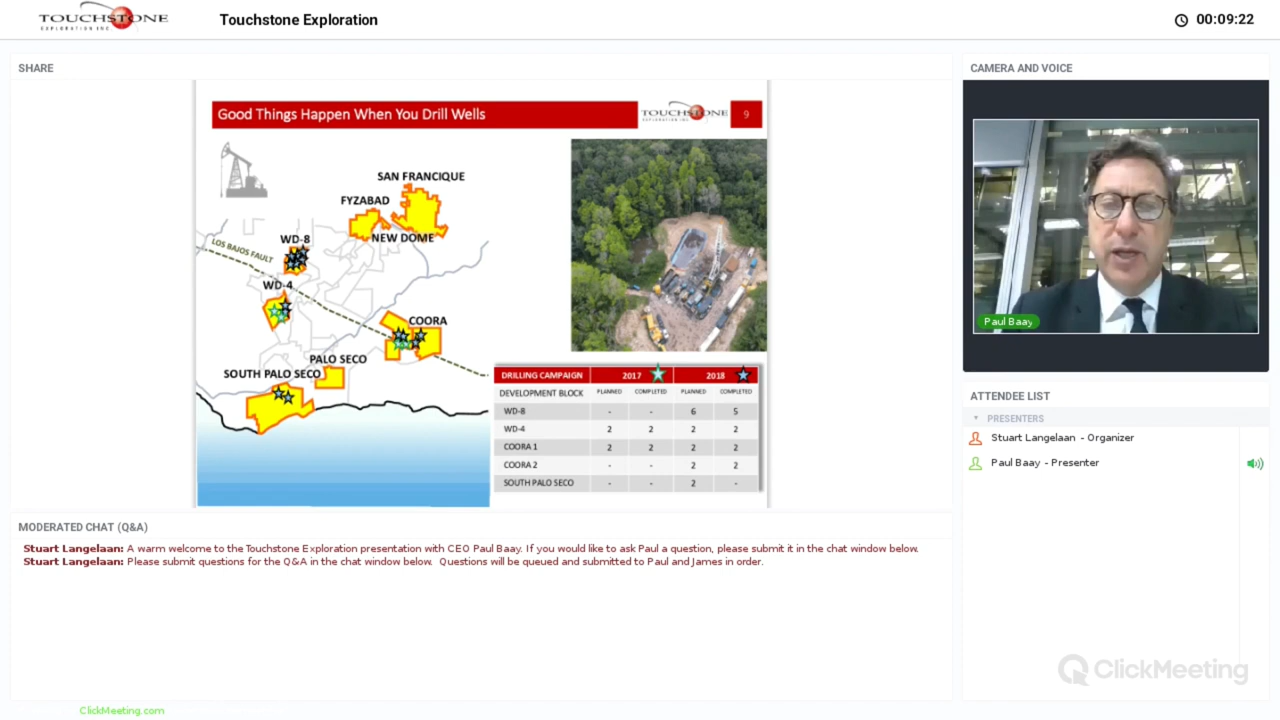 TOUCHSTONE
EXPLORATION INC.
Touchstone Exploration
00:09:22
SHARE
Good Things Happen When You Drill Wells
TOUCHSTONE
EXPLORATION INC.
9
SAN FRANCIQUE
FYZABAD
NEW DOME
WD-8
LOS BAJOS FAULT
WD-4
COORA
PALO SECO
SOUTH PALO SECO
DRILLING CAMPAIGN 2017 2018
DEVELOPMENT BLOCK PLANNED COMPLETED PLANNED COMPLETED
WD-8 - - 6 5
WD-4 2 2 2 2
COORA 1 2 2 2 2
COORA 2 - - 2 2
SOUTH PALO SECO - - 2 -
CAMERA AND VOICE
Paul Baay
ATTENDEE LIST
PRESENTERS
Stuart Langelaan - Organizer
Paul Baay - Presenter
MODERATED CHAT (Q&A)
Stuart Langelaan: A warm welcome to the Touchstone Exploration presentation with CEO Paul Baay. If you would like to ask Paul a question, please submit it in the chat window below.
Stuart Langelaan: Please submit questions for the Q&A in the chat window below. Questions will be queued and submitted to Paul and James in order.
ClickMeeting
ClickMeeting.com